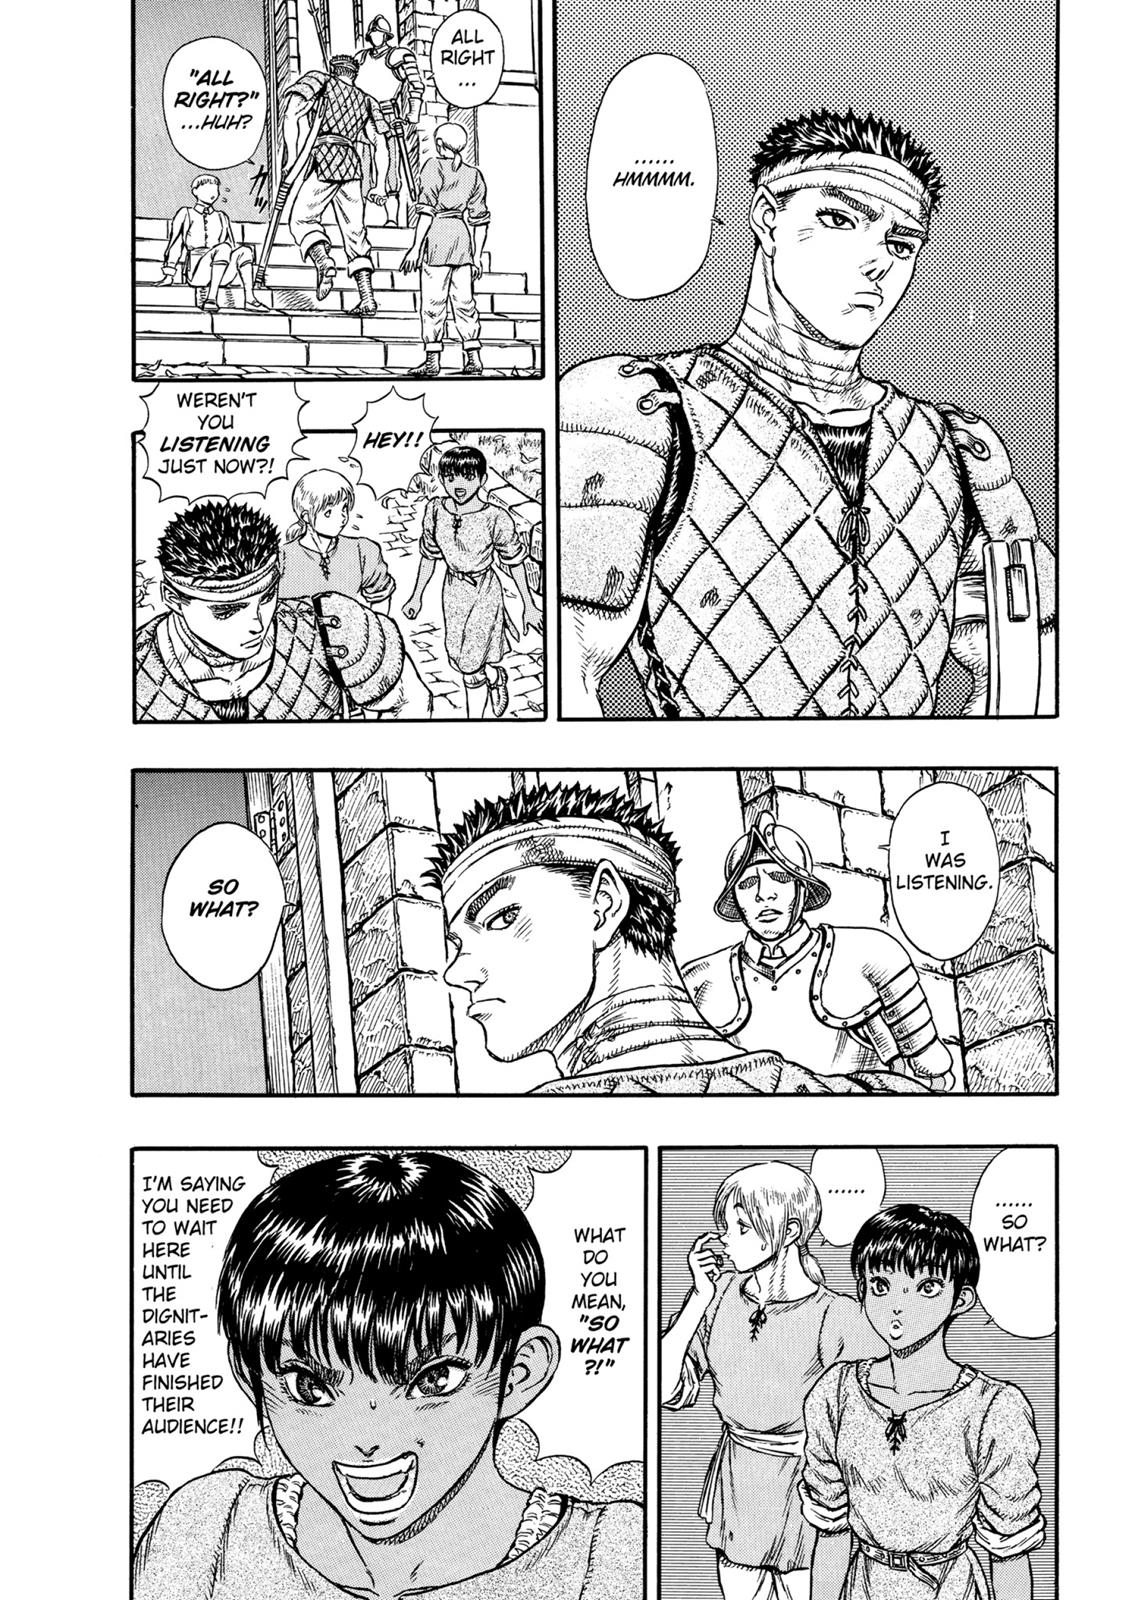 ......
HMMMM.
ALL
RIGHT
...
"ALL
RIGHT?"
...HUH?
HEY!!
WEREN'T
YOU
LISTENING
JUST NOW?!
I
WAS
LISTENING.
SO
WHAT?
......
SO
WHAT?
......
WHAT
DO
YOU
MEAN,
"SO
WHAT
?!"
I'M SAYING
YOU NEED
TO WAIT
HERE
UNTIL
THE
DIGNIT-
ARIES
HAVE
FINISHED
THEIR
AUDIENCE!!